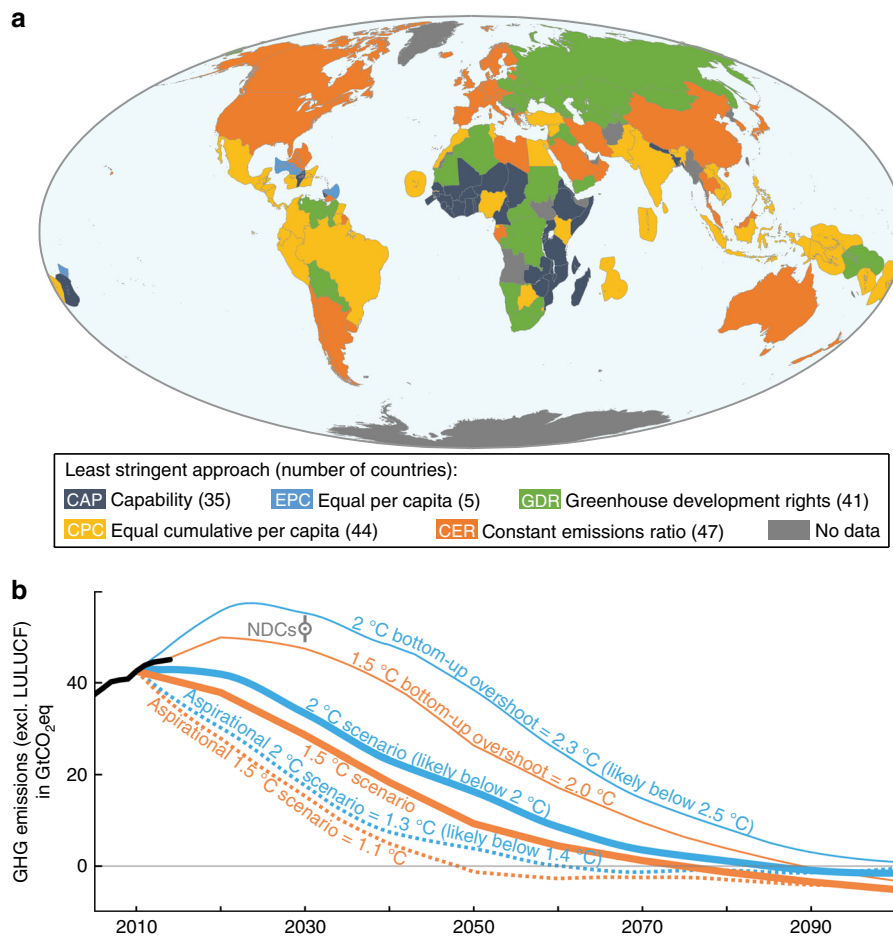 a
Least stringent approach (number of countries):
CAP Capability (35) EPC Equal per capita (5) GDR Greenhouse development rights (41)
CPC Equal cumulative per capita (44) CER Constant emissions ratio (47) No data
b
GHG emissions (excl. LULUCF)
in GtCO2eq
40
20
0
NDCs
2 °C bottom-up overshoot = 2.3 °C (likely below 2.5 °C)
1.5 °C bottom-up overshoot = 2.0 °C
2 °C scenario (likely below 2 °C)
1.5 °C scenario
Aspirational 2 °C scenario = 1.3 °C (likely below 1.4 °C)
Aspirational 1.5 °C scenario = 1.1 °C
2010 2030 2050 2070 2090